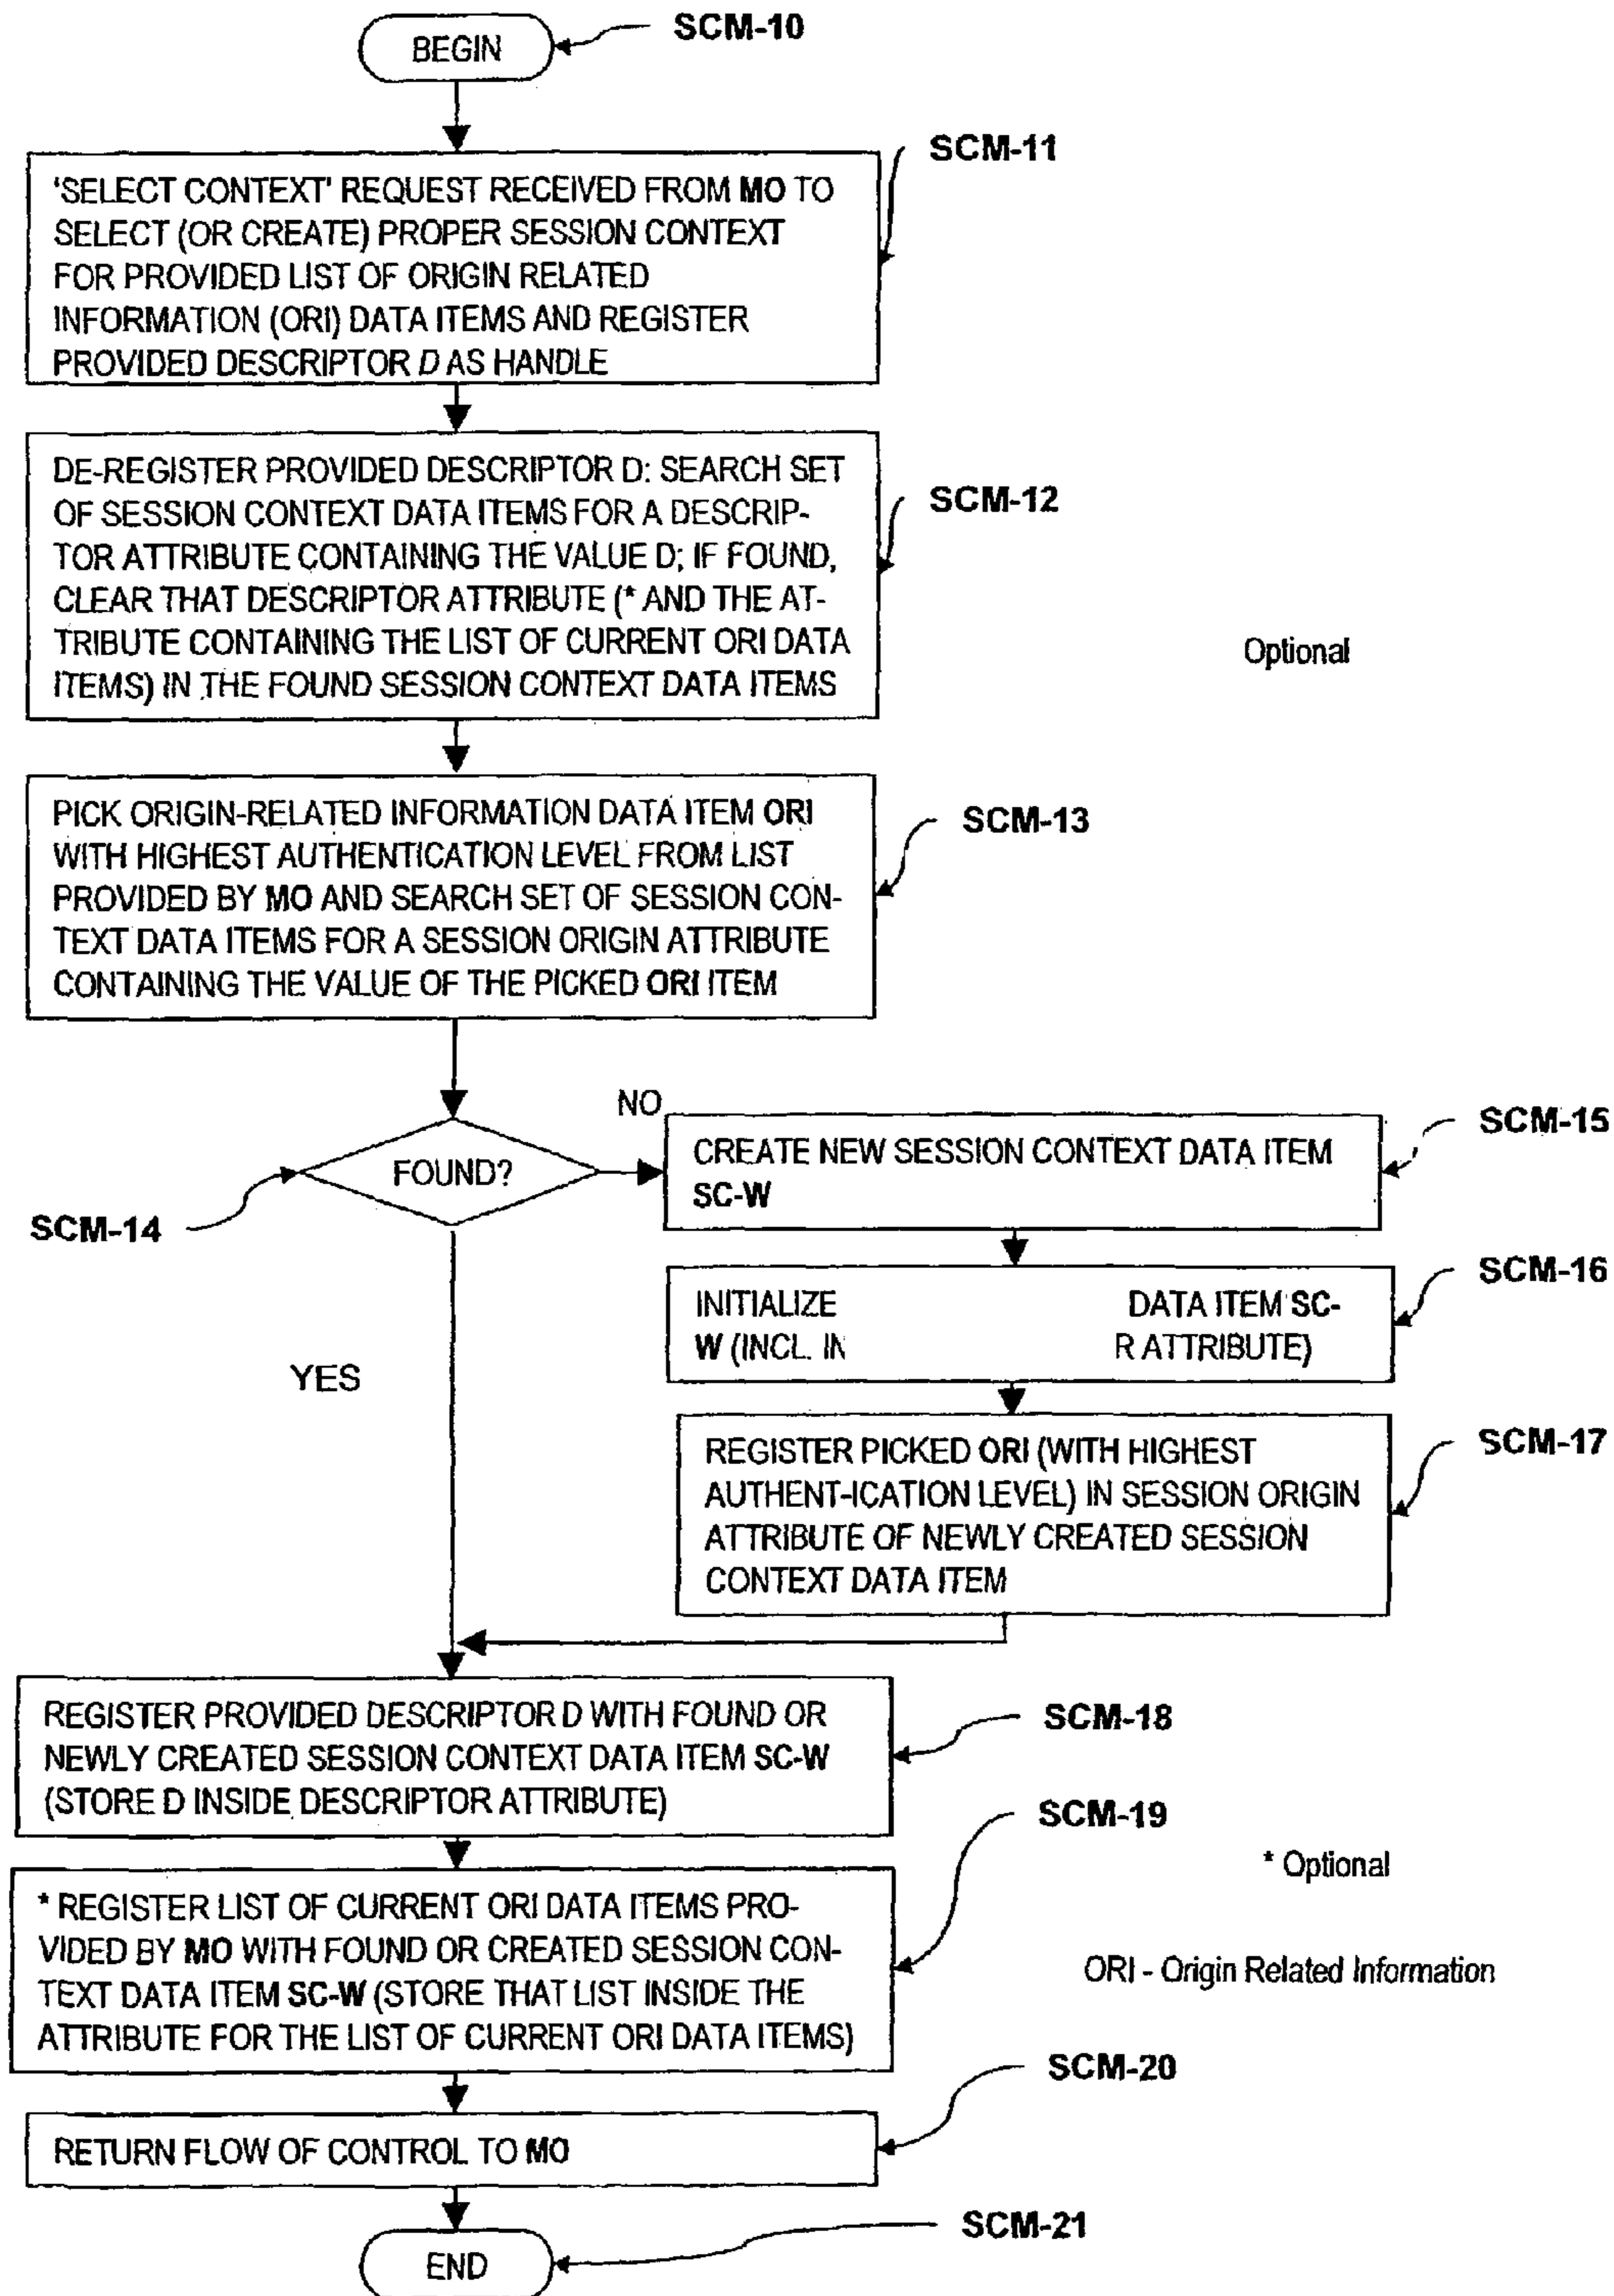 BEGIN
SCM-10
'SELECT CONTEXT' REQUEST RECEIVED FROM MO TO
SELECT (OR CREATE) PROPER SESSION CONTEXT
FOR PROVIDED LIST OF ORIGIN RELATED
INFORMATION (ORI) DATA ITEMS AND REGISTER
PROVIDED DESCRIPTOR D AS HANDLE
SCM-11
DE-REGISTER PROVIDED DESCRIPTOR D: SEARCH SET
OF SESSION CONTEXT DATA ITEMS FOR A DESCRIP-
TOR ATTRIBUTE CONTAINING THE VALUE D; IF FOUND,
CLEAR THAT DESCRIPTOR ATTRIBUTE (* AND THE AT-
TRIBUTE CONTAINING THE LIST OF CURRENT ORI DATA
ITEMS) IN THE FOUND SESSION CONTEXT DATA ITEMS
SCM-12
Optional
PICK ORIGIN-RELATED INFORMATION DATA ITEM ORI
WITH HIGHEST AUTHENTICATION LEVEL FROM LIST
PROVIDED BY MO AND SEARCH SET OF SESSION CON-
TEXT DATA ITEMS FOR A SESSION ORIGIN ATTRIBUTE
CONTAINING THE VALUE OF THE PICKED ORI ITEM
SCM-13
FOUND?
SCM-14
NO
CREATE NEW SESSION CONTEXT DATA ITEM
SC-W
SCM-15
INITIALIZE DATA ITEM SC-
W (INCL. IN R ATTRIBUTE)
SCM-16
YES
REGISTER PICKED ORI (WITH HIGHEST
AUTHENT-ICATION LEVEL) IN SESSION ORIGIN
ATTRIBUTE OF NEWLY CREATED SESSION
CONTEXT DATA ITEM
SCM-17
REGISTER PROVIDED DESCRIPTOR D WITH FOUND OR
NEWLY CREATED SESSION CONTEXT DATA ITEM SC-W
(STORE D INSIDE DESCRIPTOR ATTRIBUTE)
SCM-18
* REGISTER LIST OF CURRENT ORI DATA ITEMS PRO-
VIDED BY MO WITH FOUND OR CREATED SESSION CON-
TEXT DATA ITEM SC-W (STORE THAT LIST INSIDE THE
ATTRIBUTE FOR THE LIST OF CURRENT ORI DATA ITEMS)
SCM-19
* Optional
ORI - Origin Related Information
RETURN FLOW OF CONTROL TO MO
SCM-20
END
SCM-21